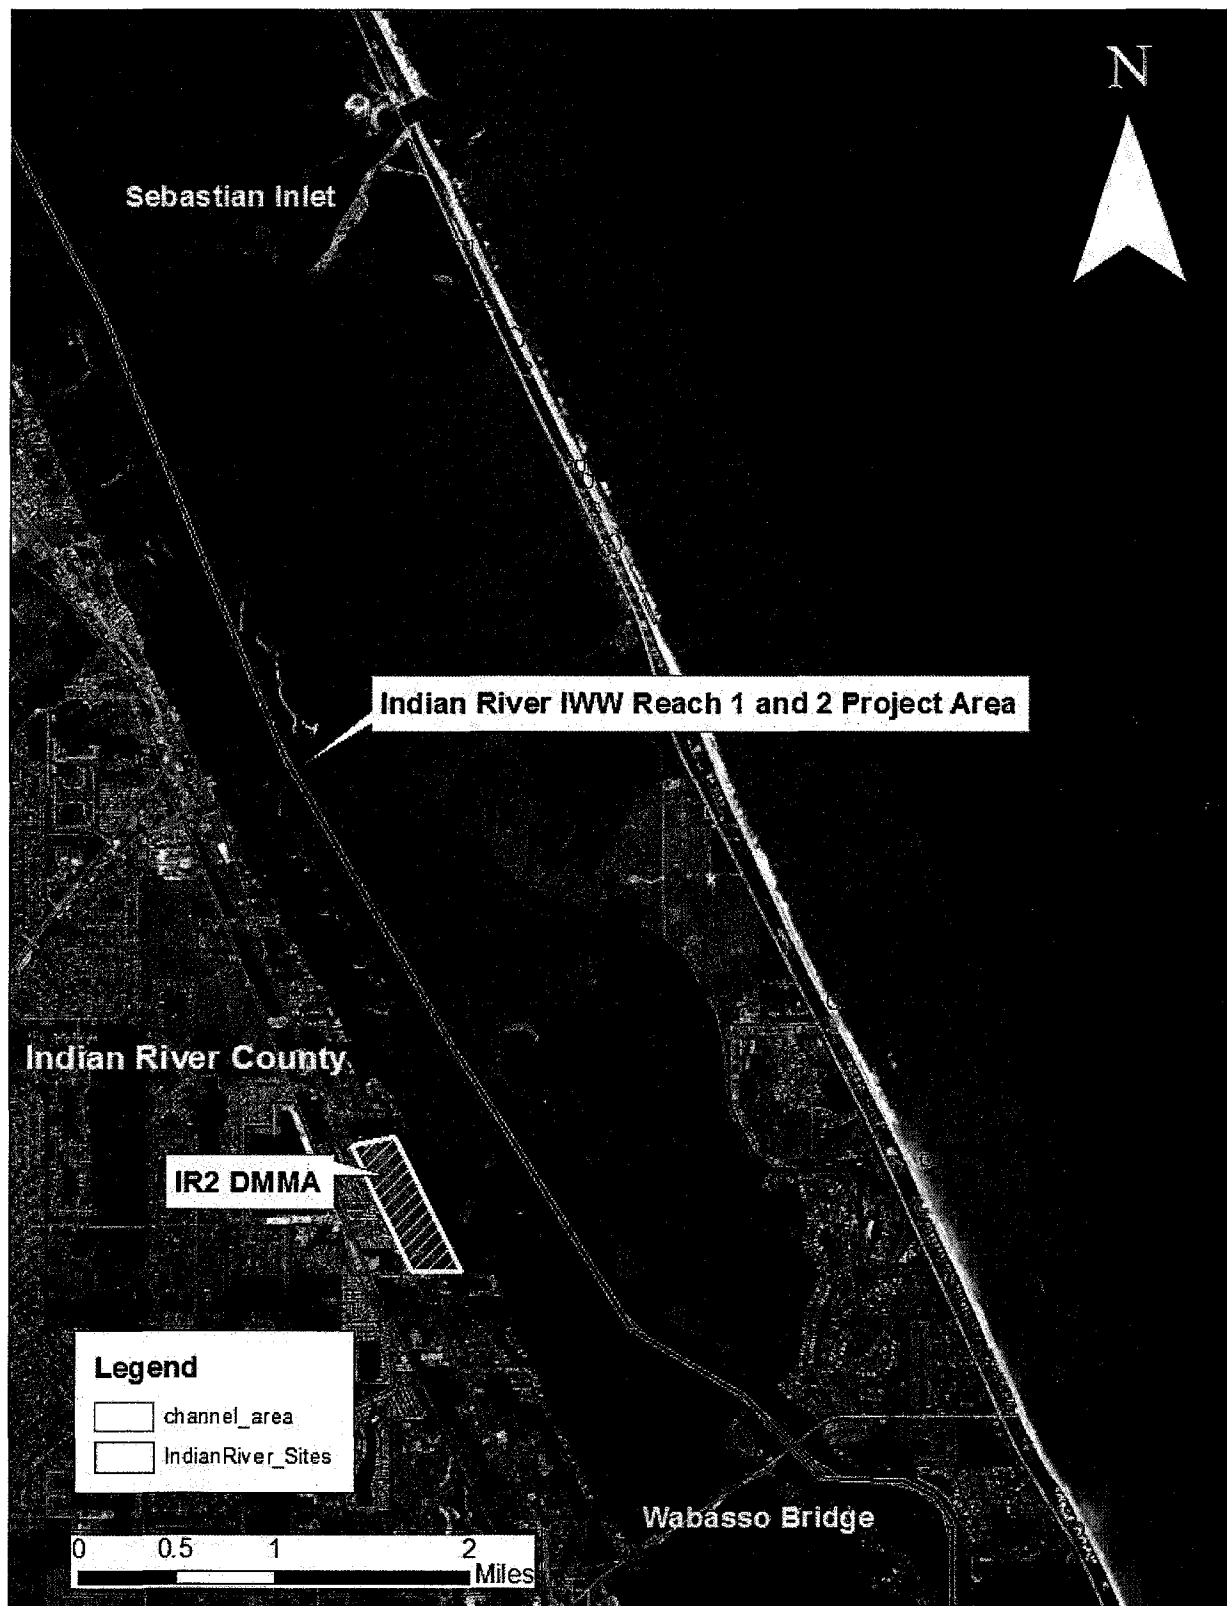 N
Sebastian Inlet
Indian River IWW Reach 1 and 2 Project Area
Indian River County
IR2 DMMA
Legend
channel_area
IndianRiver_Sites
Wabasso Bridge
0 0.5 1 2
Miles